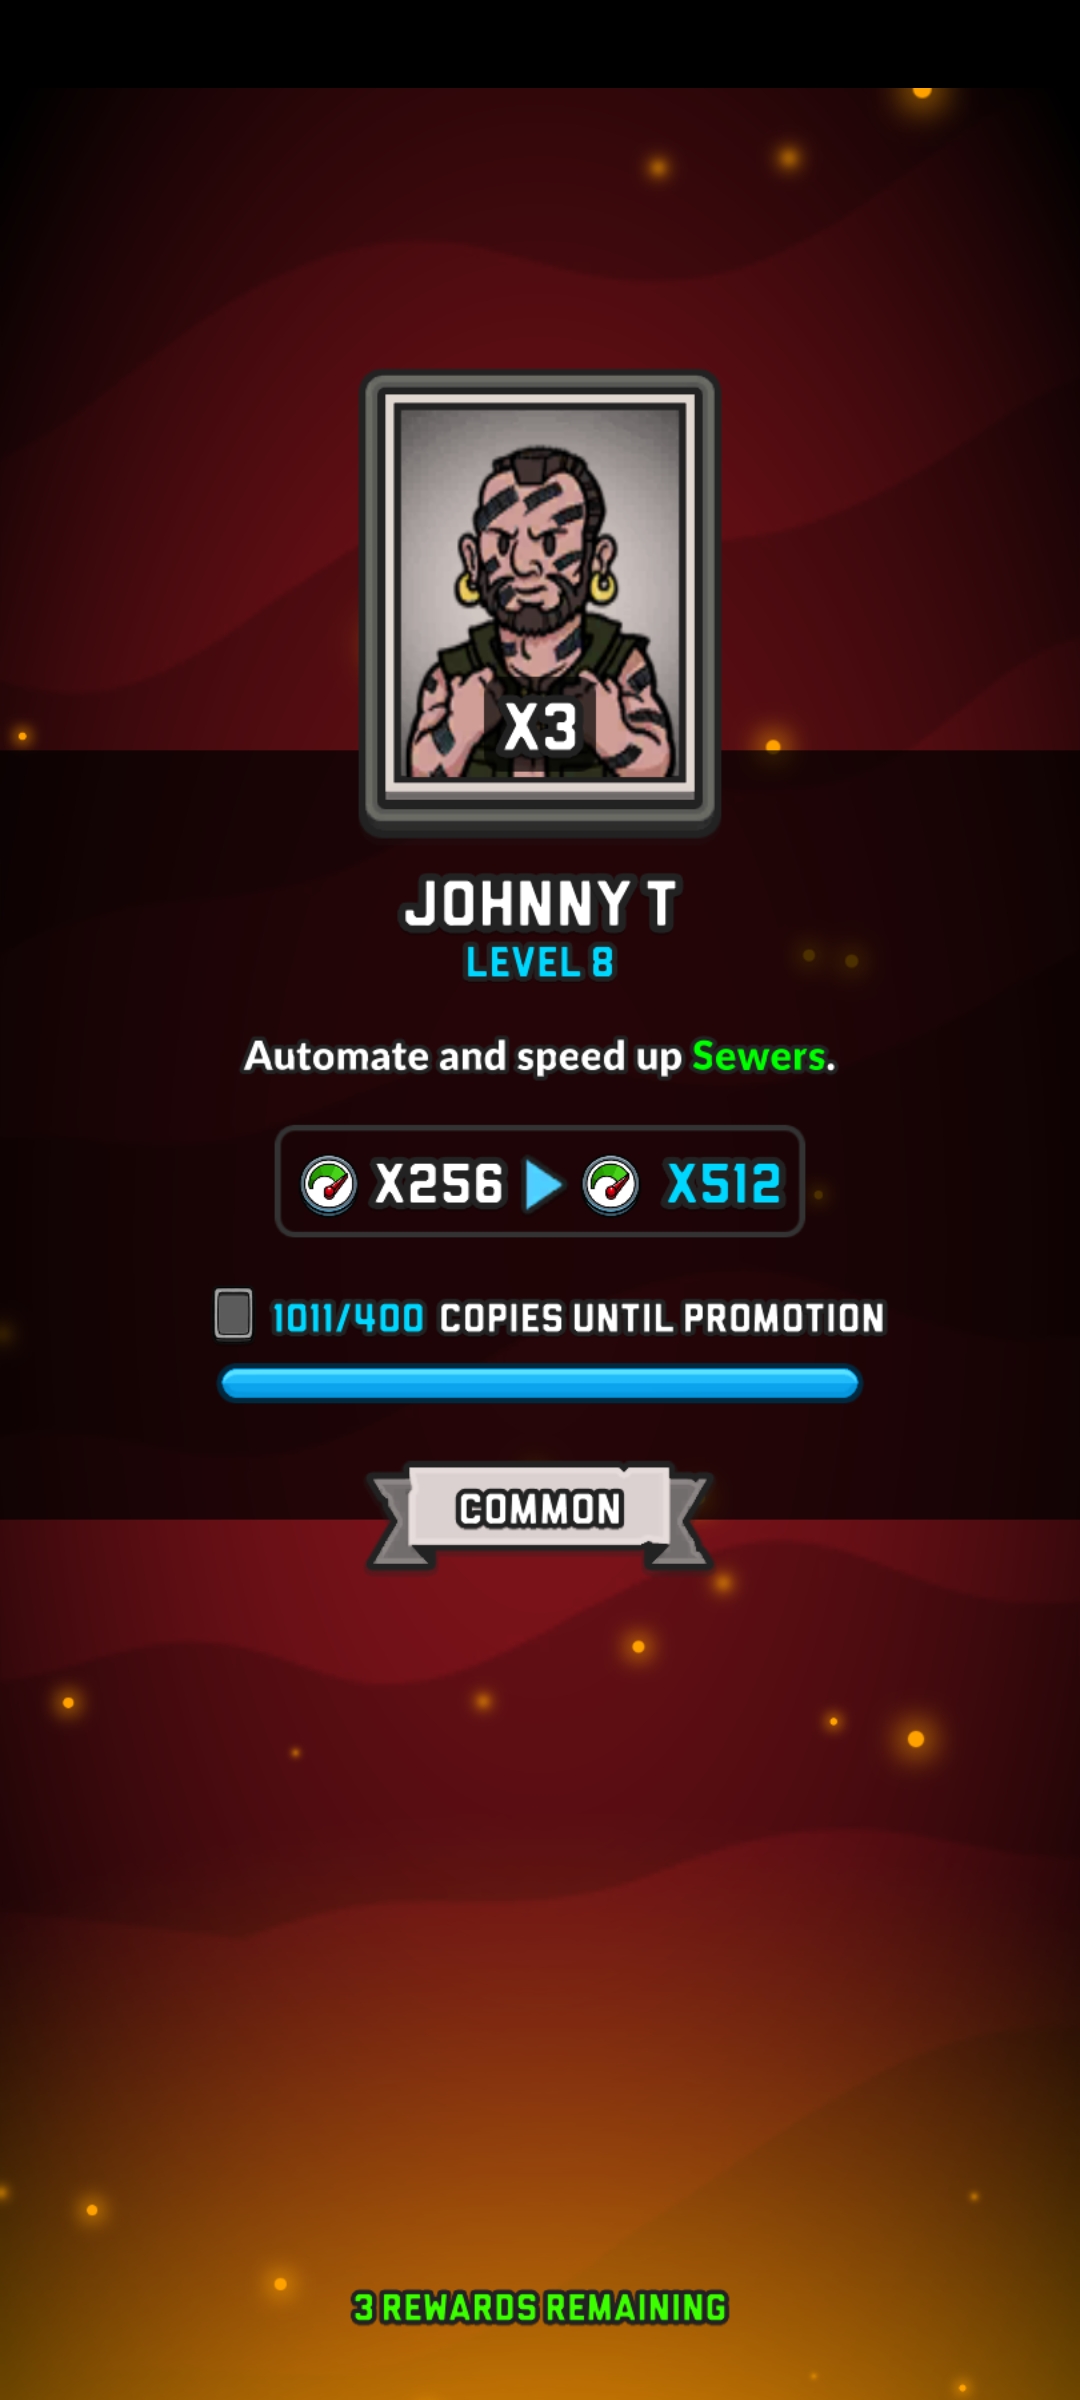 X3
JOHNNY T
LEVEL 8
Automate and speed up Sewers.
X256 X512
1011/400 COPIES UNTIL PROMOTION
COMMON
3 REWARDS REMAINING